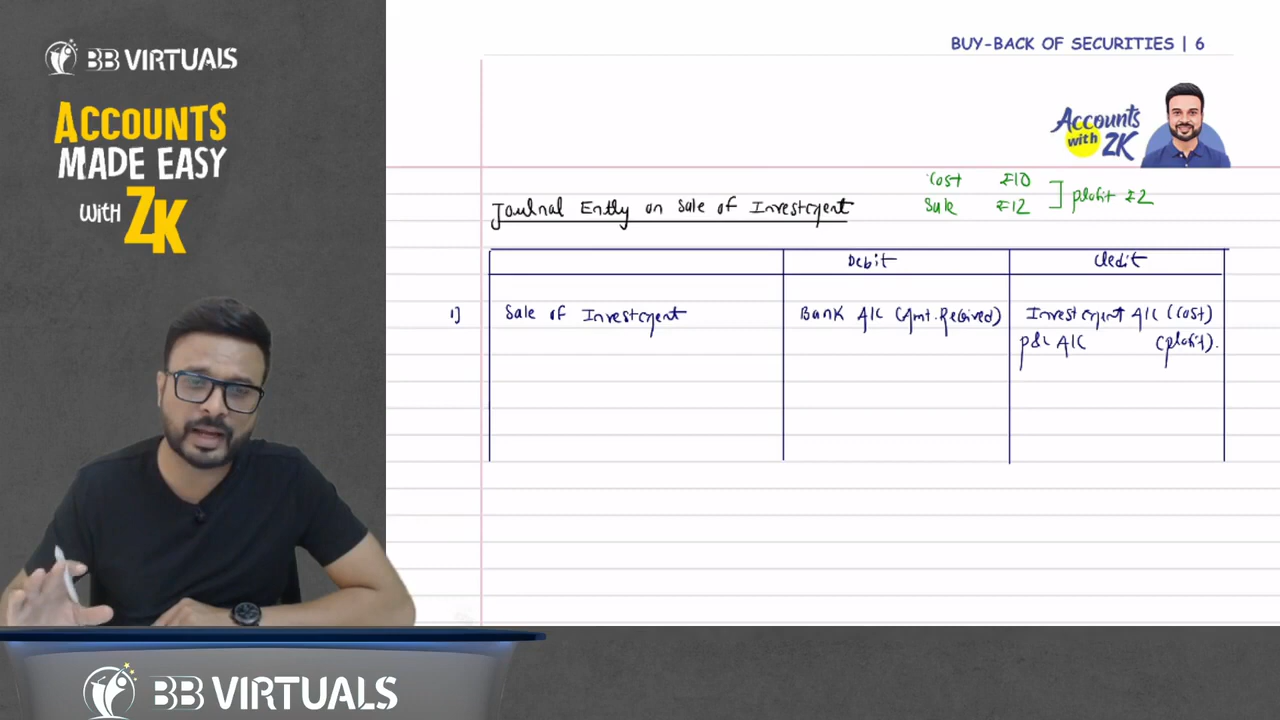 BB VIRTUALS
ACCOUNTS
MADE EASY
with ZK
BUY-BACK OF SECURITIES | 6
Accounts
with ZK
Cost ₹10
Sale ₹12
profit ₹2
Journal Entry on Sale of Investment
Debit Credit
1) Sale of Investment Bank A/c (Amt. Received) Investment A/c (cost)
P&L A/c (profit).
BB VIRTUALS